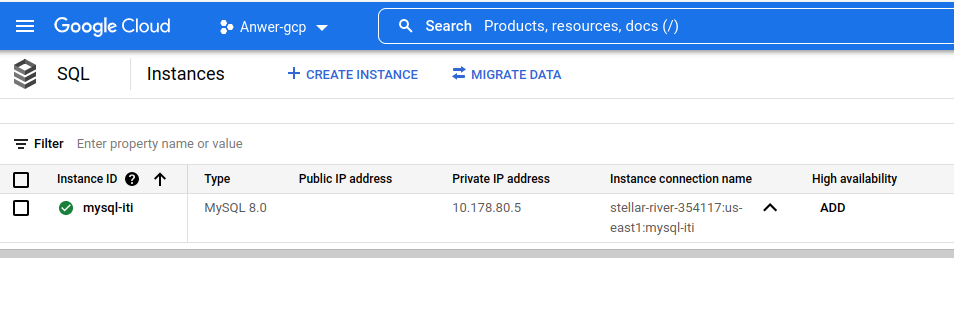 Google Cloud
Anwer-gcp
Search Products, resources, docs (/)
SQL
Instances
CREATE INSTANCE
MIGRATE DATA
Filter Enter property name or value
Instance ID ? Type Public IP address Private IP address Instance connection name High availability
mysql-iti MySQL 8.0 10.178.80.5 stellar-river-354117:us- ADD
east1:mysql-iti